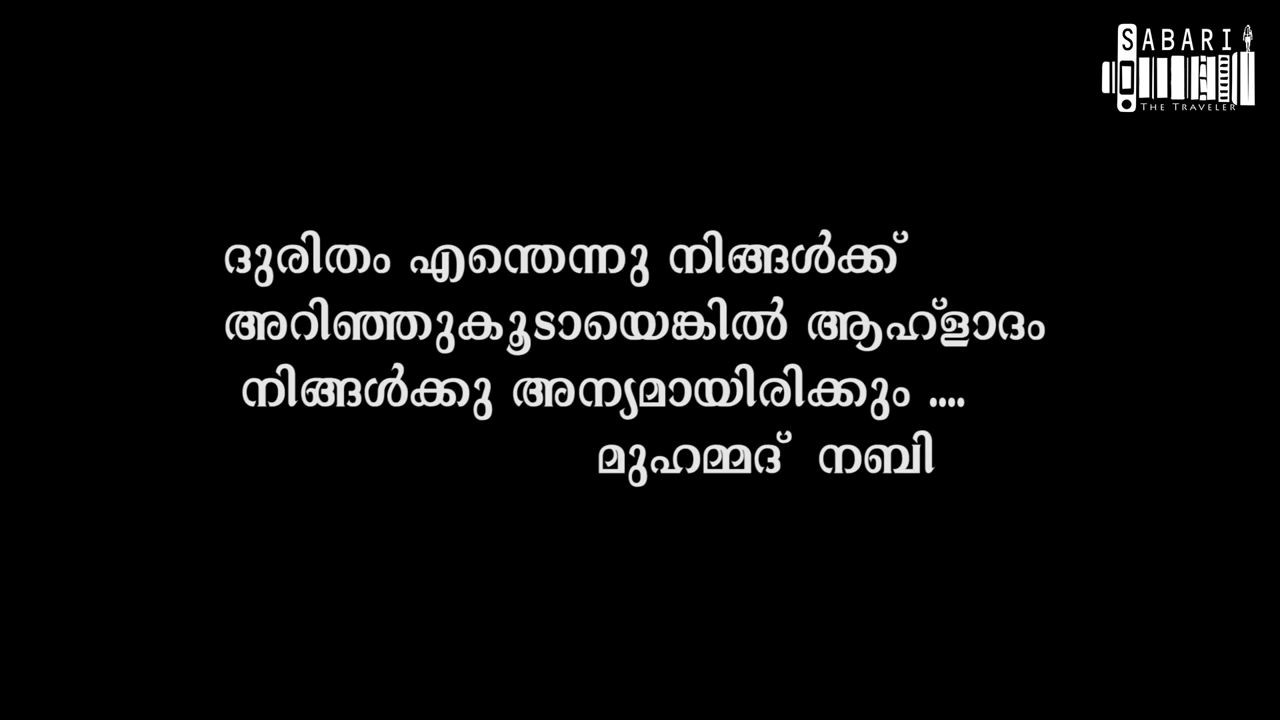 SABARI
THE TRAVELER
ദുരിതം എന്തെന്നു നിങ്ങൾക്ക്
അറിഞ്ഞുകൂടായെങ്കിൽ ആഹ്ളാദം
നിങ്ങൾക്കു അന്യമായിരിക്കും ....
മുഹമ്മദ് നബി